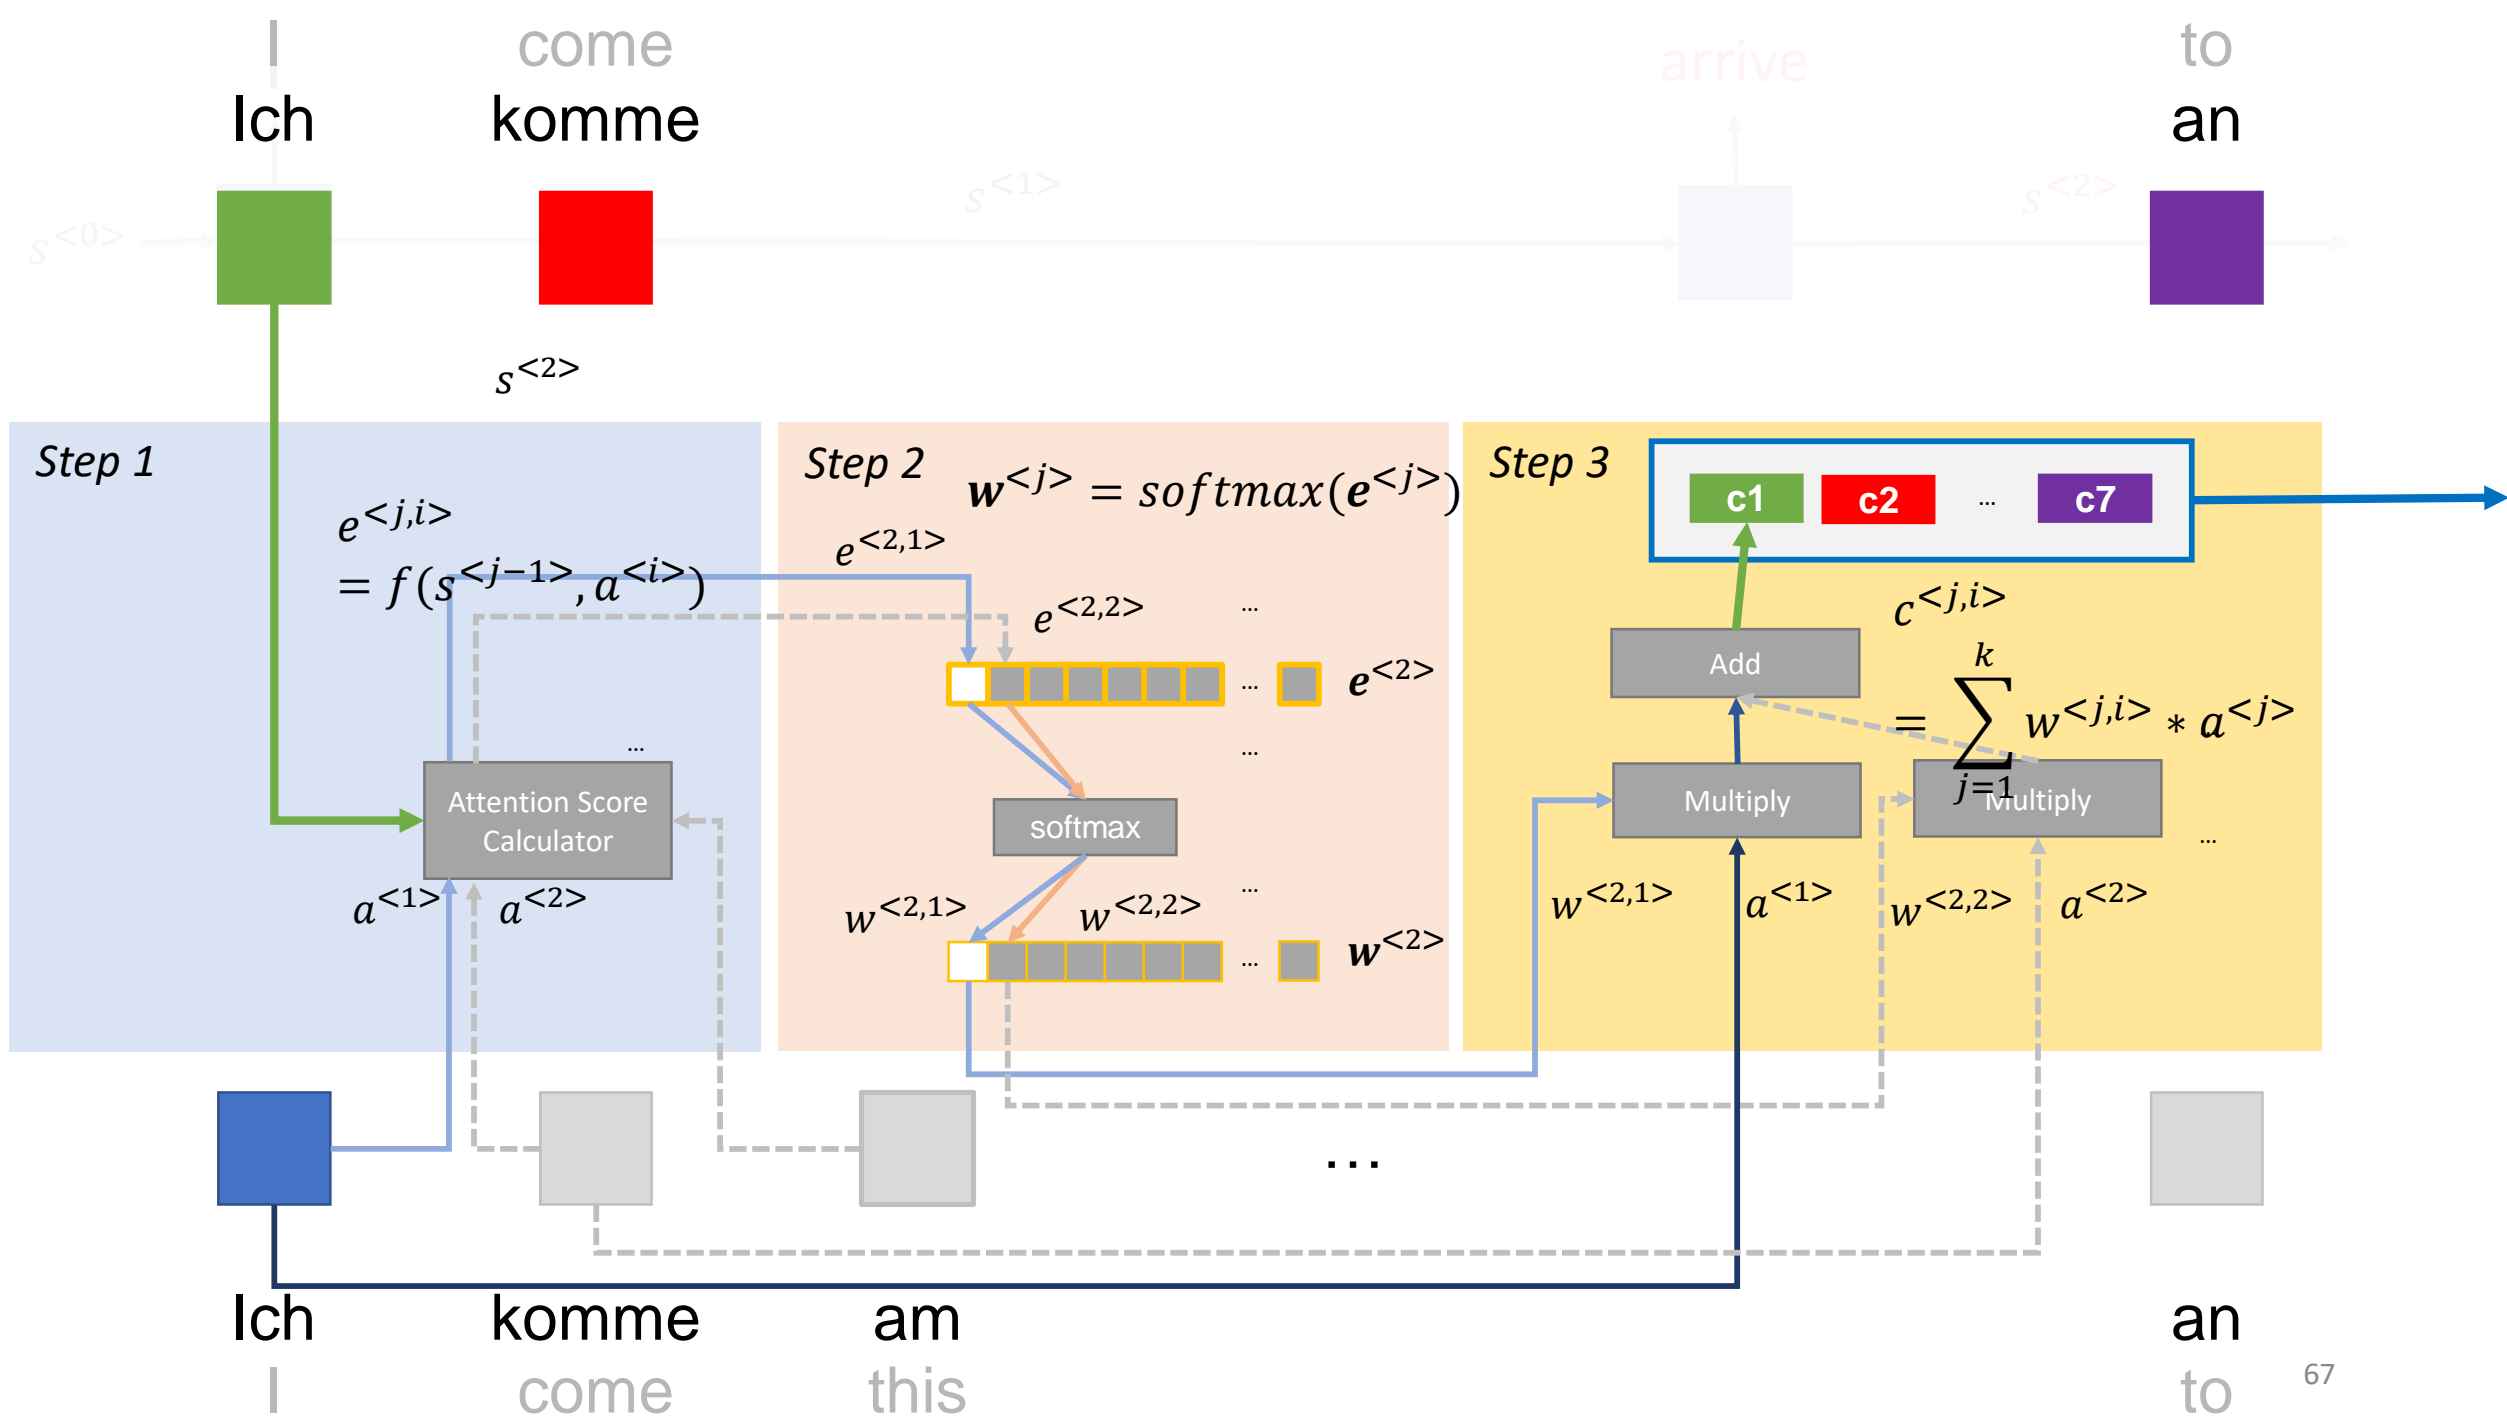 I come arrive to
Ich komme an
s<0> s<1> s<2>
s<2>
Step 1
e<j,i>
= f(s<j−1>, a<i>)
...
Attention Score
Calculator
a<1> a<2>
Step 2
w<j> = softmax(e<j>)
e<2,1>
e<2,2> ...
... e<2>
...
softmax
...
w<2,1> w<2,2>
... w<2>
Step 3
c1 c2 ... c7
c<j,i>
= ∑ j=1 k w<j,i> * a<j>
Add
Multiply Multiply
...
w<2,1> a<1> w<2,2> a<2>
...
Ich komme am an
I come this to
67